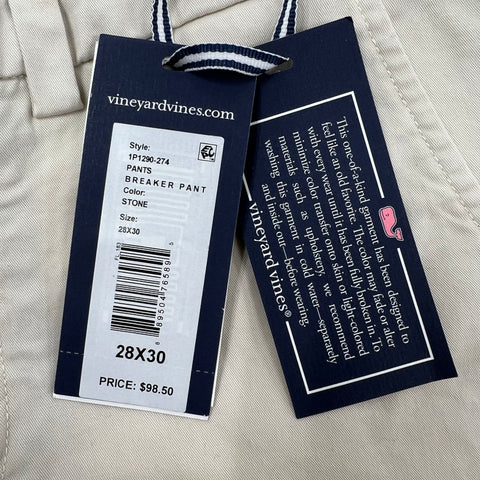 vineyardvines.com
Style:
1P1290-274
PANTS
BREAKER PANT
Color:
STONE
Size:
28X30
28X30
PRICE: $98.50
This one-of-a-kind garment has been designed to
feel like an old favorite. The color may fade or alter
with every wear until it has been fully broken in. To
minimize color transfer onto skin or light-colored
materials such as upholstery, we recommend
washing this garment in cold water—separately
and inside out—before wearing.
vineyardvines®